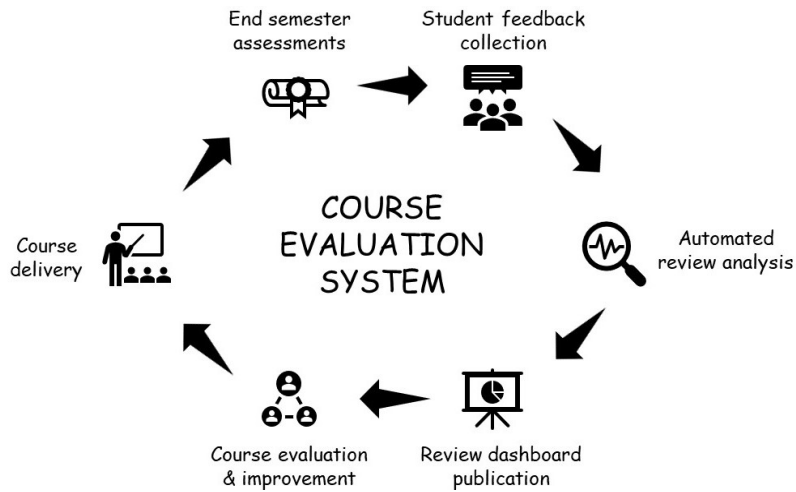 End semester
assessments
Student feedback
collection
Automated
review analysis
Review dashboard
publication
Course evaluation
& improvement
Course
delivery
COURSE
EVALUATION
SYSTEM